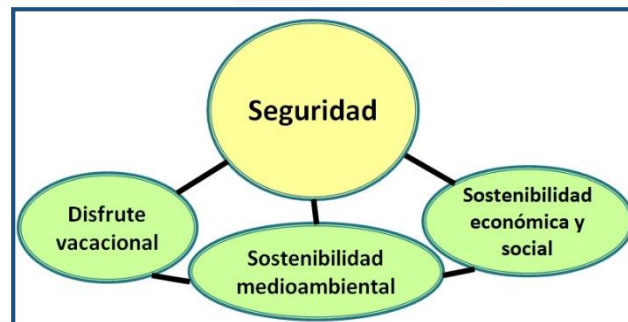 Seguridad
Disfrute
vacacional
Sostenibilidad
medioambiental
Sostenibilidad
económica y
social